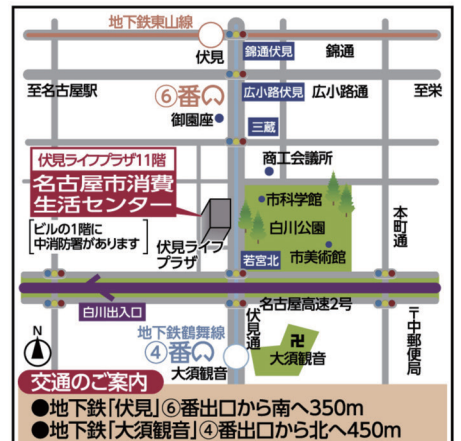 地下鉄東山線
伏見
錦通伏見
錦通
至名古屋駅
⑥番
広小路伏見
広小路通
至栄
御園座
三蔵
商工会議所
伏見ライフプラザ11階
名古屋市消費
生活センター
ビルの1階に
中消防署があります
伏見ライフ
プラザ
市科学館
白川公園
市美術館
本町通
若宮北
白川出入口
名古屋高速2号
伏見通
〒中郵便局
N
地下鉄鶴舞線
④番
大須観音
卍
大須観音
交通のご案内
●地下鉄「伏見」⑥番出口から南へ350m
●地下鉄「大須観音」④番出口から北へ450m